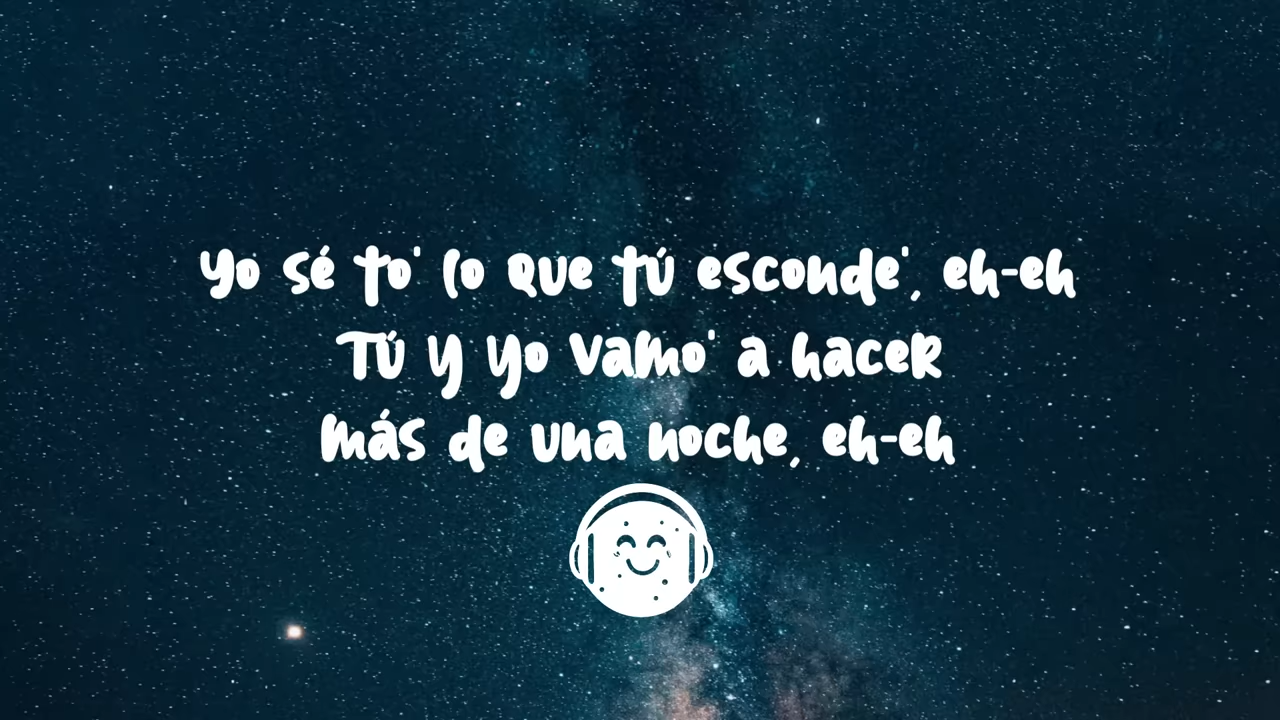 Yo sé to' lo que tú esconde', eh-eh
Tú y yo vamo' a hacer
más de una noche, eh-eh